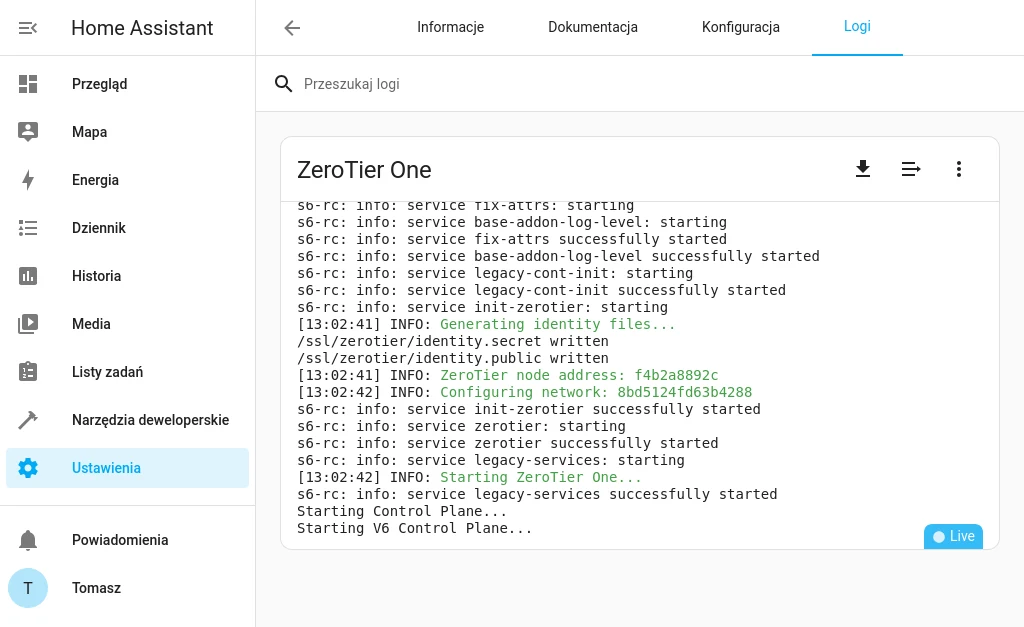 Home Assistant
Informacje
Dokumentacja
Konfiguracja
Logi
Przegląd
Mapa
Energia
Dziennik
Historia
Media
Listy zadań
Narzędzia deweloperskie
Ustawienia
Powiadomienia
T
Tomasz
Przeszukaj logi
ZeroTier One
s6-rc: info: service fix-attrs: starting
s6-rc: info: service base-addon-log-level: starting
s6-rc: info: service fix-attrs successfully started
s6-rc: info: service base-addon-log-level successfully started
s6-rc: info: service legacy-cont-init: starting
s6-rc: info: service legacy-cont-init successfully started
s6-rc: info: service init-zerotier: starting
[13:02:41] INFO: Generating identity files...
/ssl/zerotier/identity.secret written
/ssl/zerotier/identity.public written
[13:02:41] INFO: ZeroTier node address: f4b2a8892c
[13:02:42] INFO: Configuring network: 8bd5124fd63b4288
s6-rc: info: service init-zerotier successfully started
s6-rc: info: service zerotier: starting
s6-rc: info: service zerotier successfully started
s6-rc: info: service legacy-services: starting
[13:02:42] INFO: Starting ZeroTier One...
s6-rc: info: service legacy-services successfully started
Starting Control Plane...
Starting V6 Control Plane...
Live